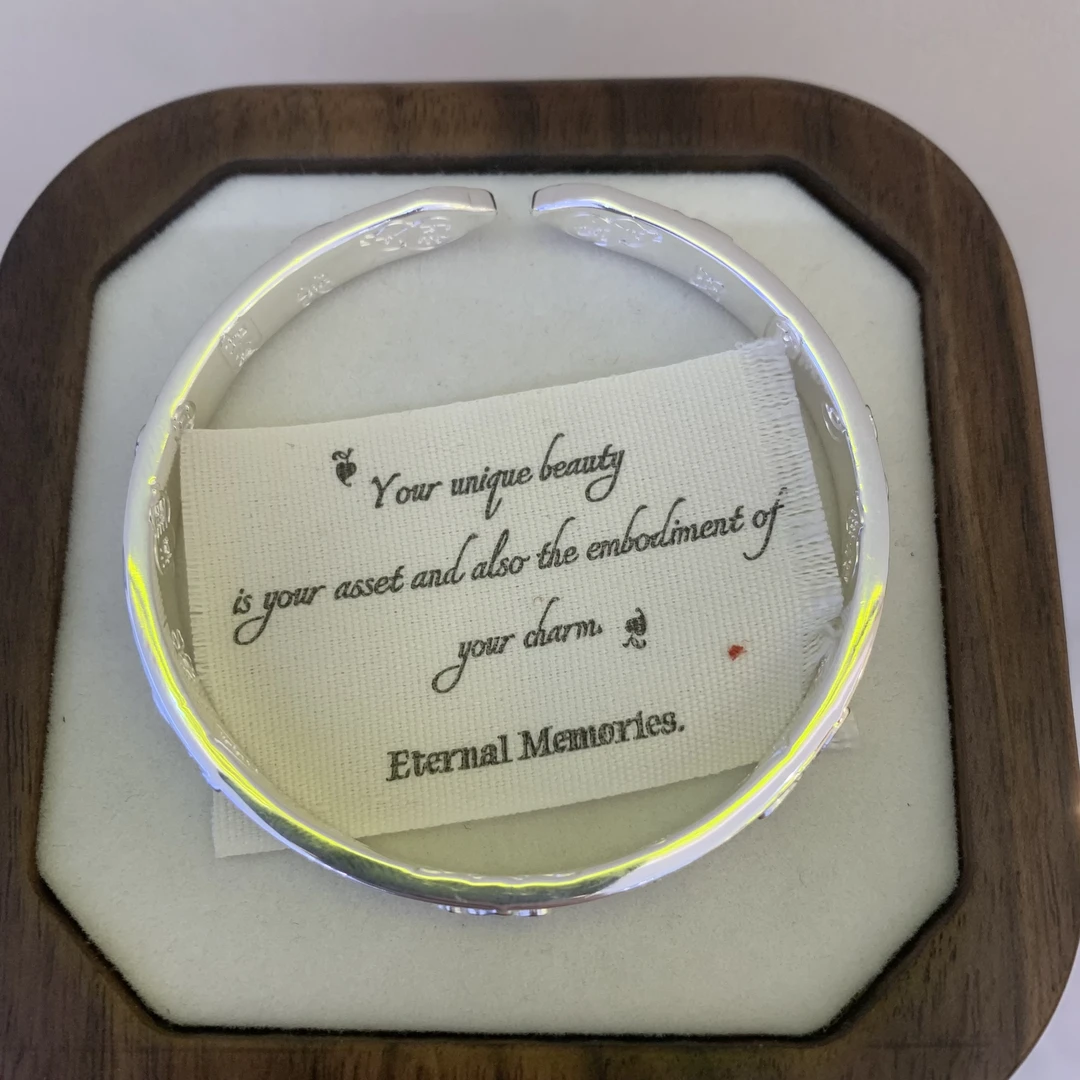 Your unique beauty
is your asset and also the embodiment of
your charm.
Eternal Memories.